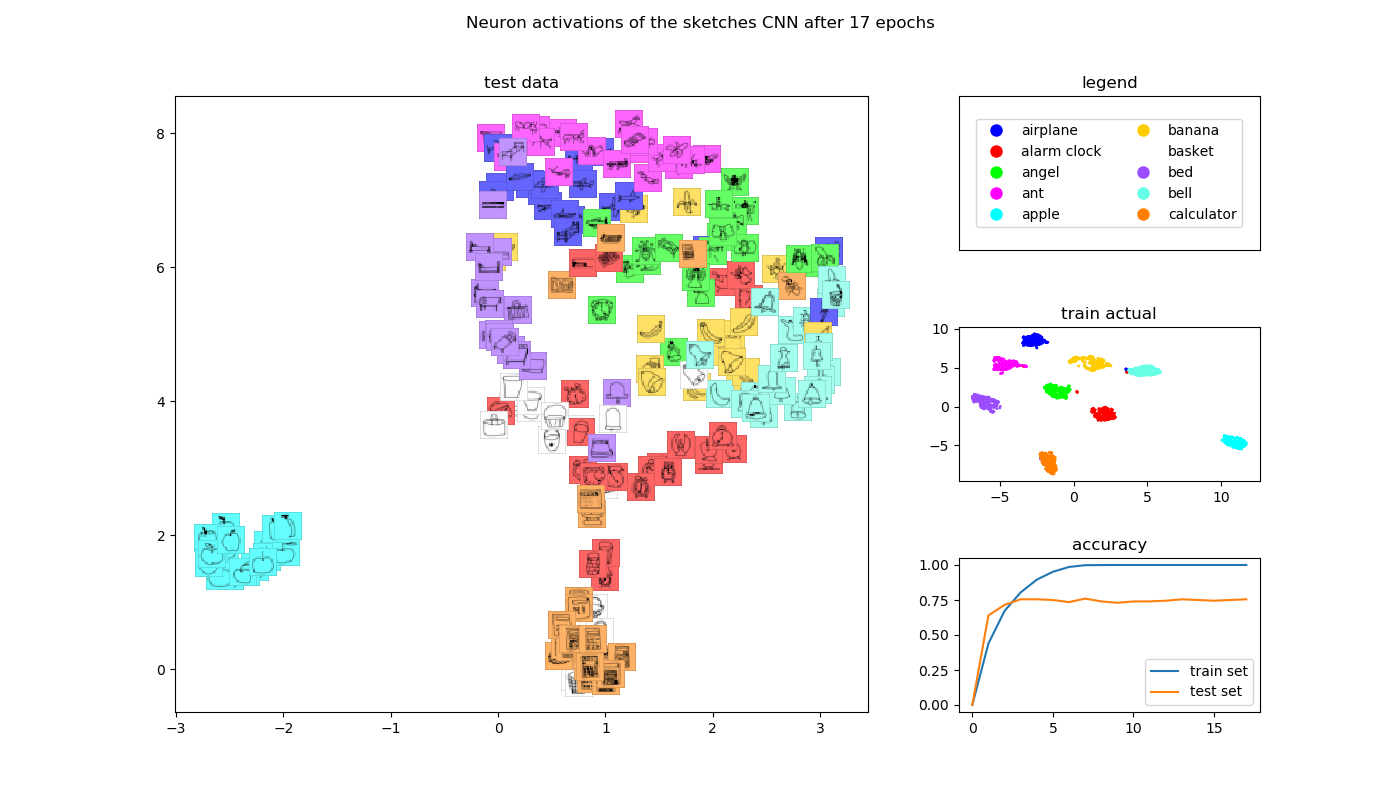 Neuron activations of the sketches CNN after 17 epochs
test data
8
6
4
2
0
−3
−2
−1
0
1
2
3
legend
airplane
alarm clock
angel
ant
apple
banana
basket
bed
bell
calculator
train actual
10
5
0
−5
−5
0
5
10
accuracy
1.00
0.75
0.50
0.25
0.00
0
5
10
15
train set
test set